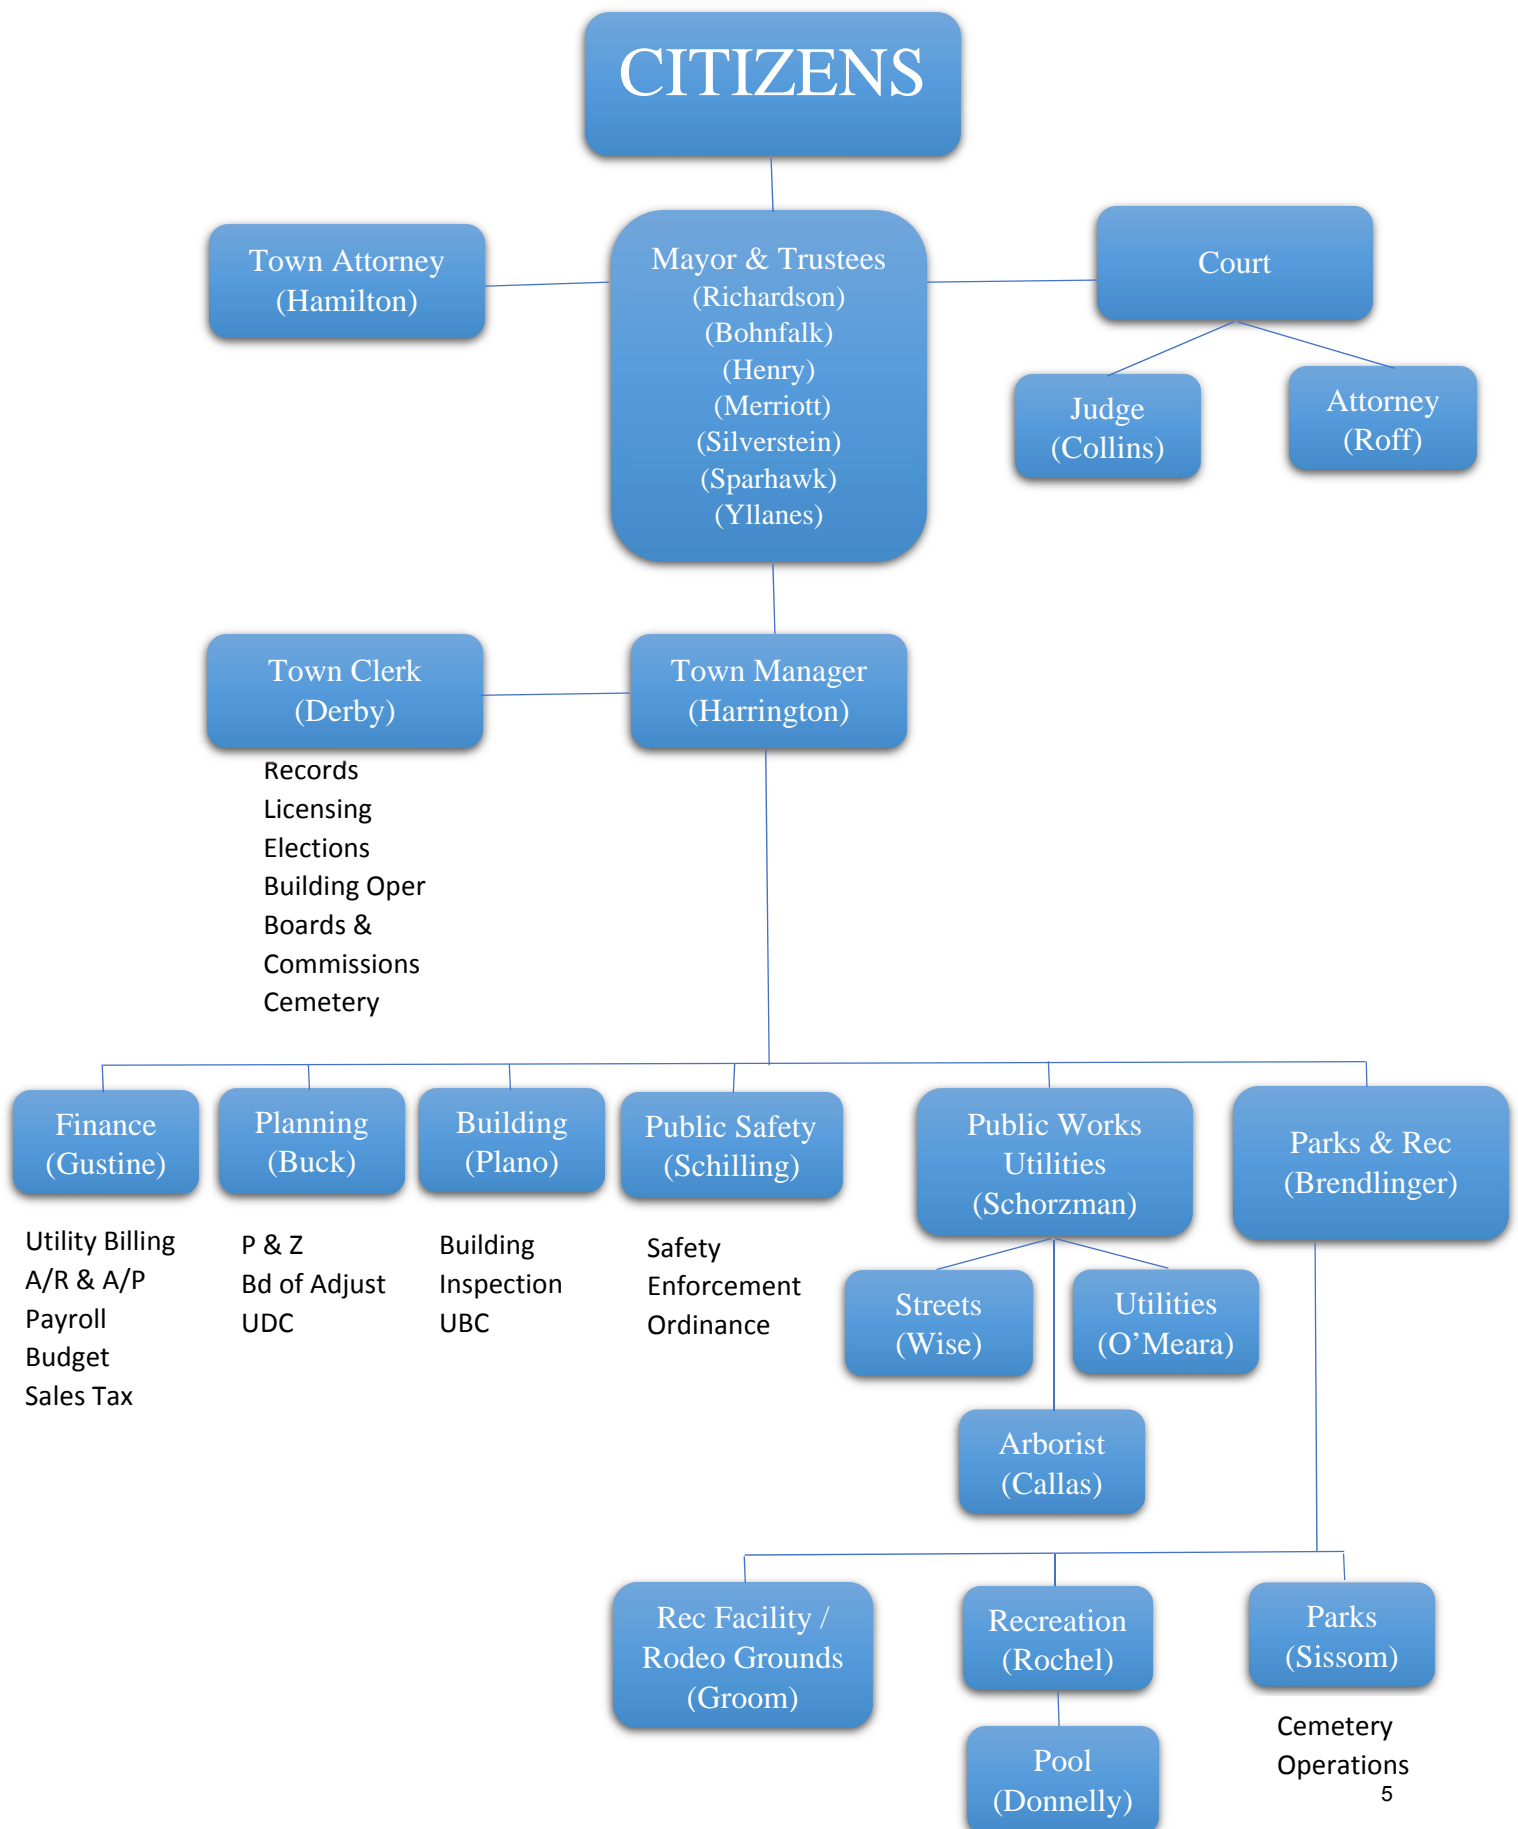 CITIZENS
Town Attorney
(Hamilton)
Mayor & Trustees
(Richardson)
(Bohnfalk)
(Henry)
(Merriott)
(Silverstein)
(Sparhawk)
(Yllanes)
Court
Judge
(Collins)
Attorney
(Roff)
Town Clerk
(Derby)
Records
Licensing
Elections
Building Oper
Boards &
Commissions
Cemetery
Town Manager
(Harrington)
Finance
(Gustine)
Utility Billing
A/R & A/P
Payroll
Budget
Sales Tax
Planning
(Buck)
P & Z
Bd of Adjust
UDC
Building
(Plano)
Building
Inspection
UBC
Public Safety
(Schilling)
Safety
Enforcement
Ordinance
Public Works
Utilities
(Schorzman)
Streets
(Wise)
Utilities
(O’Meara)
Arborist
(Callas)
Parks & Rec
(Brendlinger)
Rec Facility /
Rodeo Grounds
(Groom)
Recreation
(Rochel)
Pool
(Donnelly)
Parks
(Sissom)
Cemetery
Operations
5